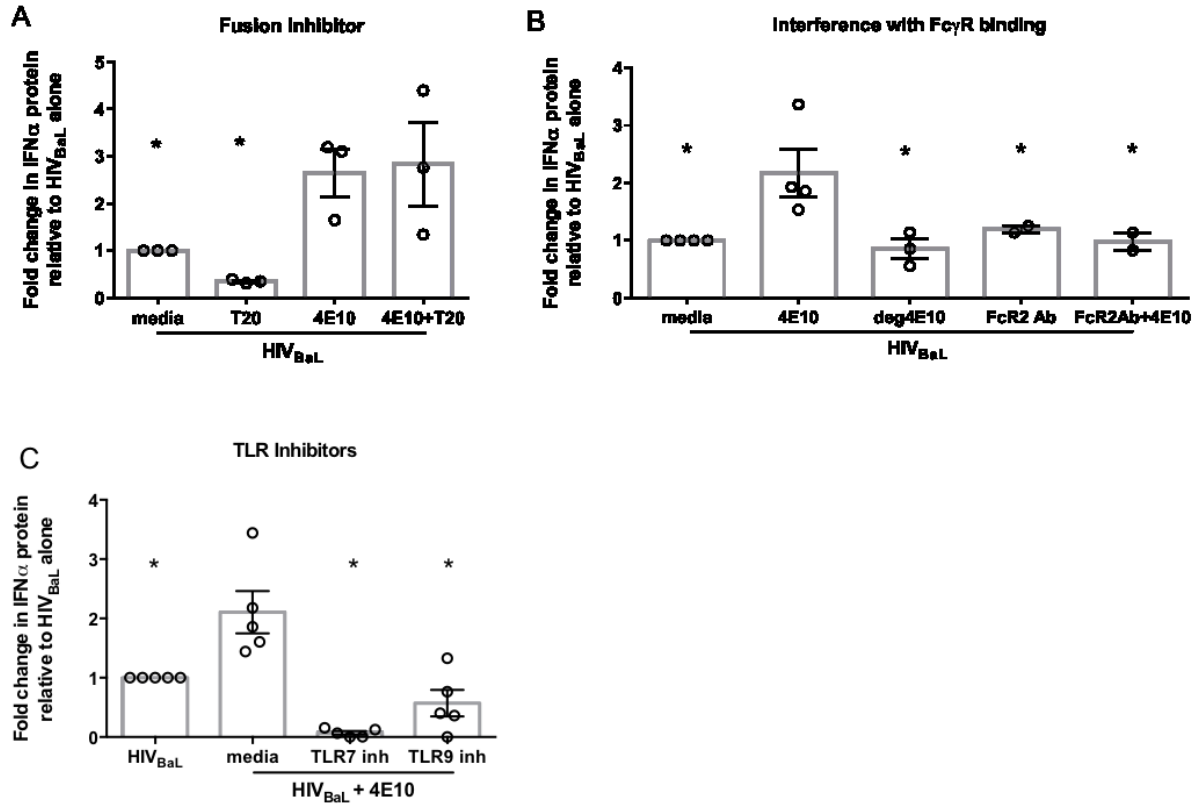 A
Fusion Inhibitor
Fold change in IFNα protein
relative to HIVBaL alone
5
4
3
2
1
0
* *
media T20 4E10 4E10+T20
HIVBaL
B
Interference with FcγR binding
Fold change in IFNα protein
relative to HIVBaL alone
4
3
2
1
0
* * * *
media 4E10 deg4E10 FcR2 Ab FcR2Ab+4E10
HIVBaL
C
TLR Inhibitors
Fold change in IFNα protein
relative to HIVBaL alone
4
3
2
1
0
* * *
HIVBaL media TLR7 inh TLR9 inh
HIVBaL + 4E10